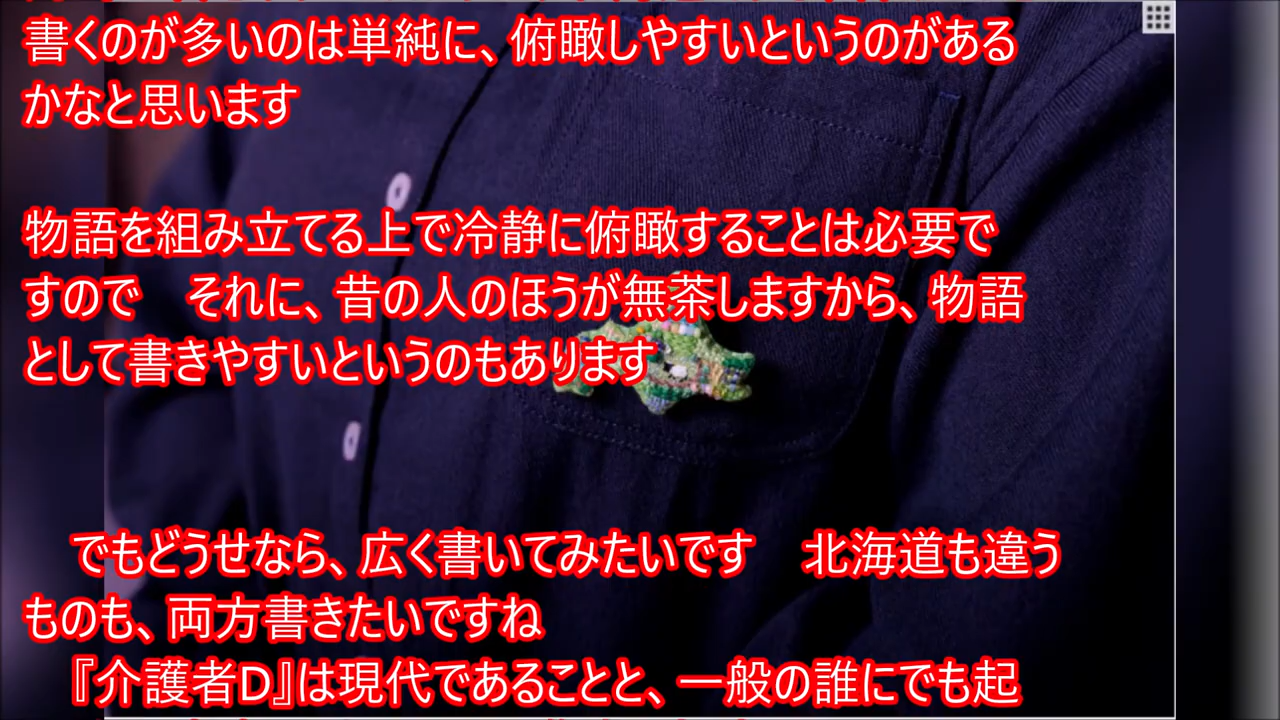 書くのが多いのは単純に、俯瞰しやすいというのがある
かなと思います
物語を組み立てる上で冷静に俯瞰することは必要で
すので　それに、昔の人のほうが無茶しますから、物語
として書きやすいというのもあります
でもどうせなら、広く書いてみたいです　北海道も違う
ものも、両方書きたいですね
『介護者D』は現代であることと、一般の誰にでも起